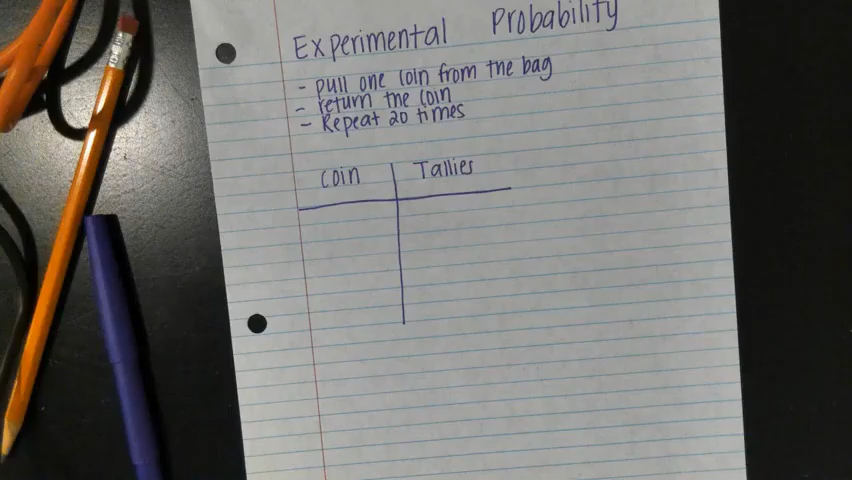 Experimental Probability
- pull one coin from the bag
- return the coin
- Repeat 20 times
coin Tallies